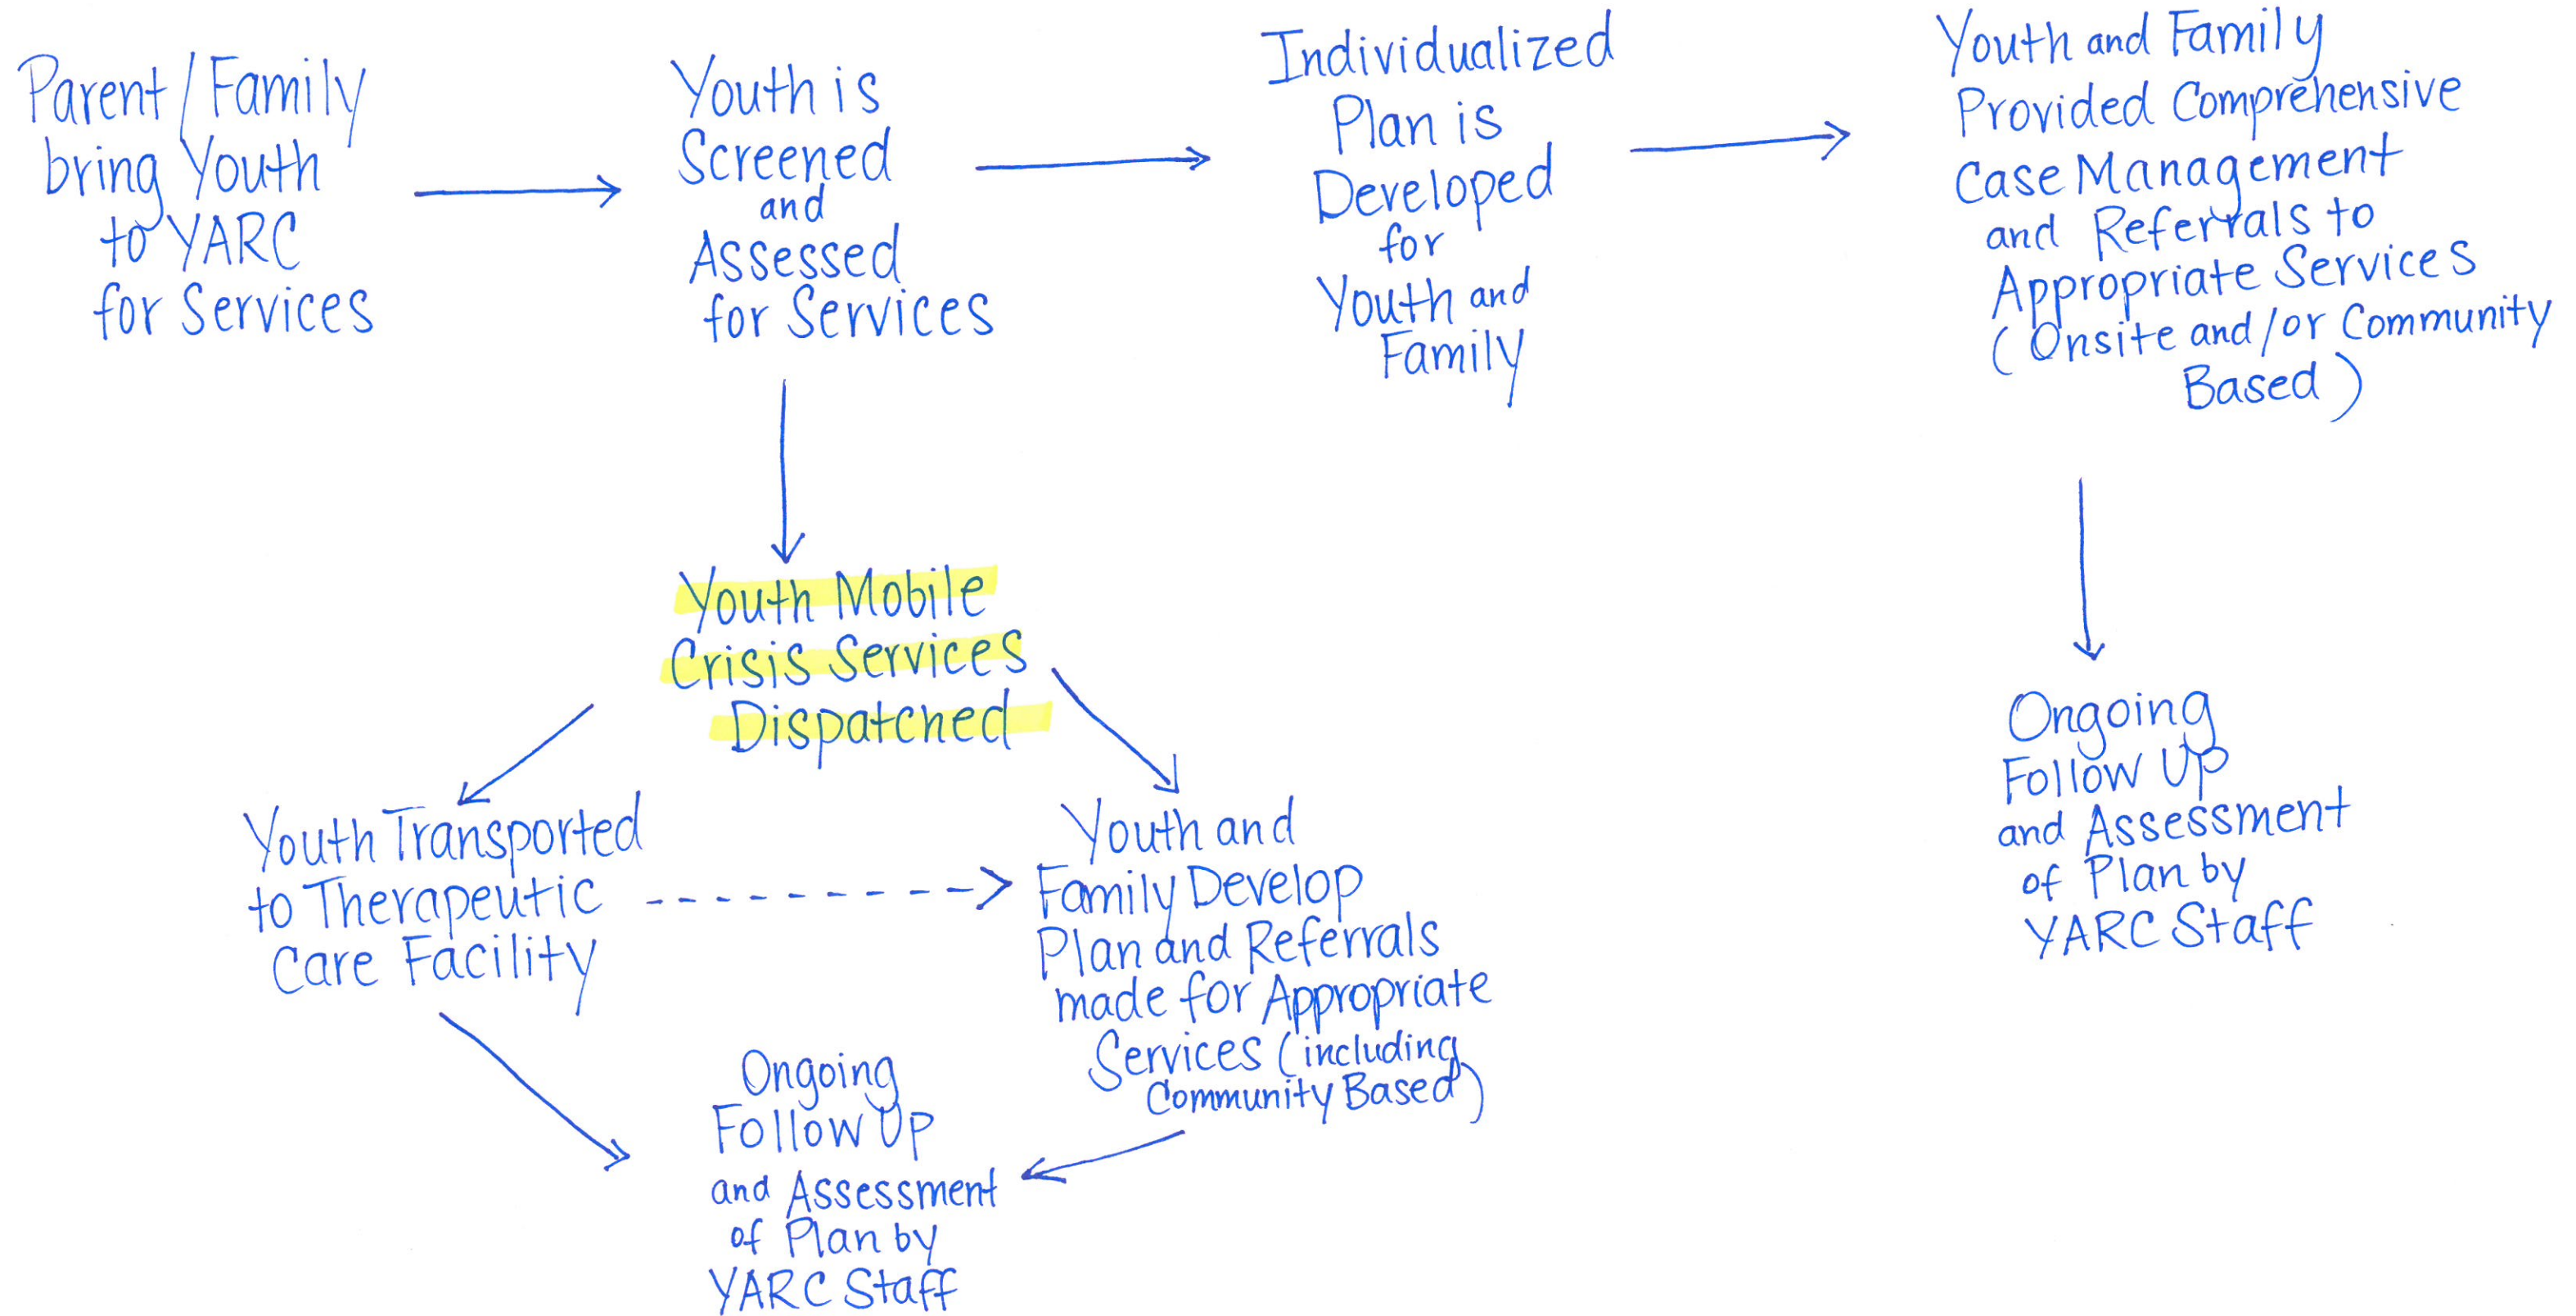 Parent/Family
bring Youth
to YARC
for Services
Youth is
Screened
and
Assessed
for Services
Individualized
Plan is
Developed
for
Youth and
Family
Youth and Family
Provided Comprehensive
Case Management
and Referrals to
Appropriate Services
(Onsite and/or Community
Based)
Youth Mobile
Crisis Services
Dispatched
Youth Transported
to Therapeutic
Care Facility
Youth and
Family Develop
Plan and Referrals
made for Appropriate
Services (including
Community Based)
Ongoing
Follow Up
and Assessment
of Plan by
YARC Staff
Ongoing
Follow Up
and Assessment
of Plan by
YARC Staff